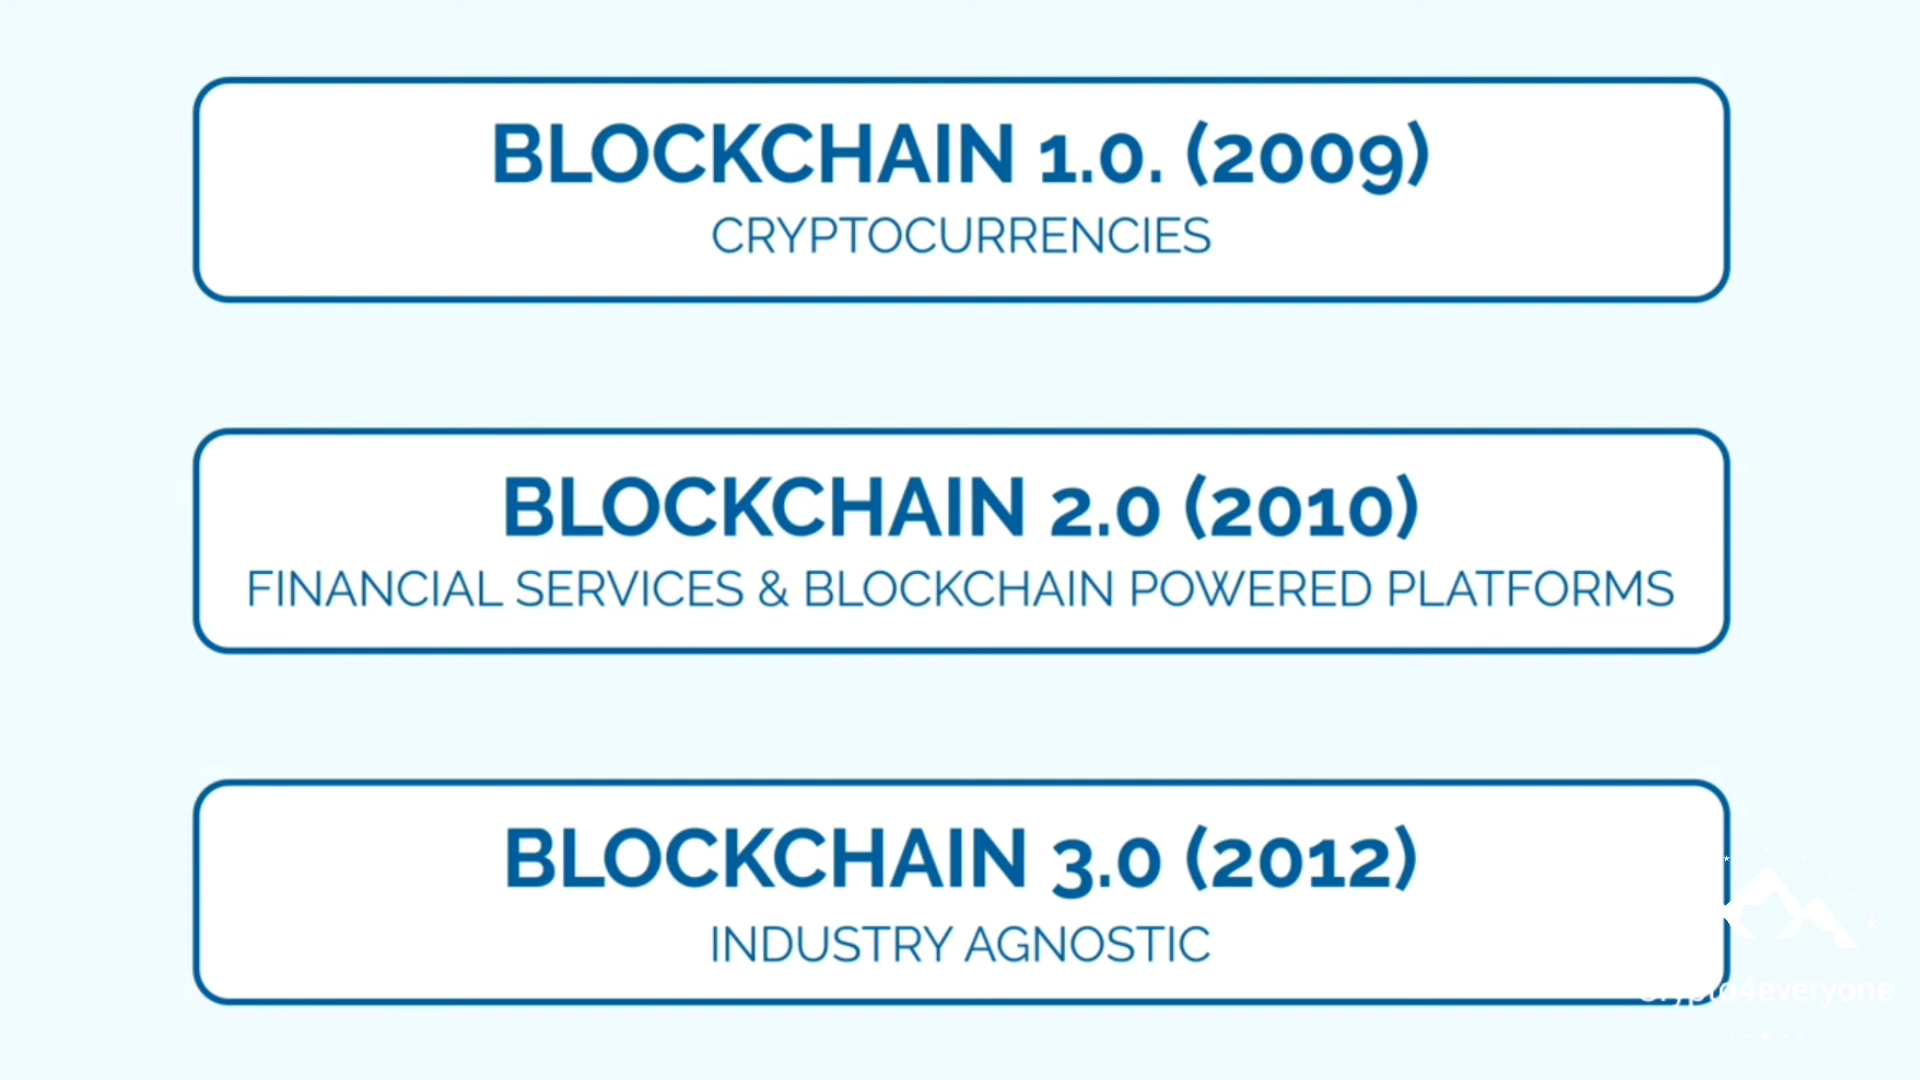 BLOCKCHAIN 1.0. (2009)
CRYPTOCURRENCIES
BLOCKCHAIN 2.0 (2010)
FINANCIAL SERVICES & BLOCKCHAIN POWERED PLATFORMS
BLOCKCHAIN 3.0 (2012)
INDUSTRY AGNOSTIC
crypto4everyone